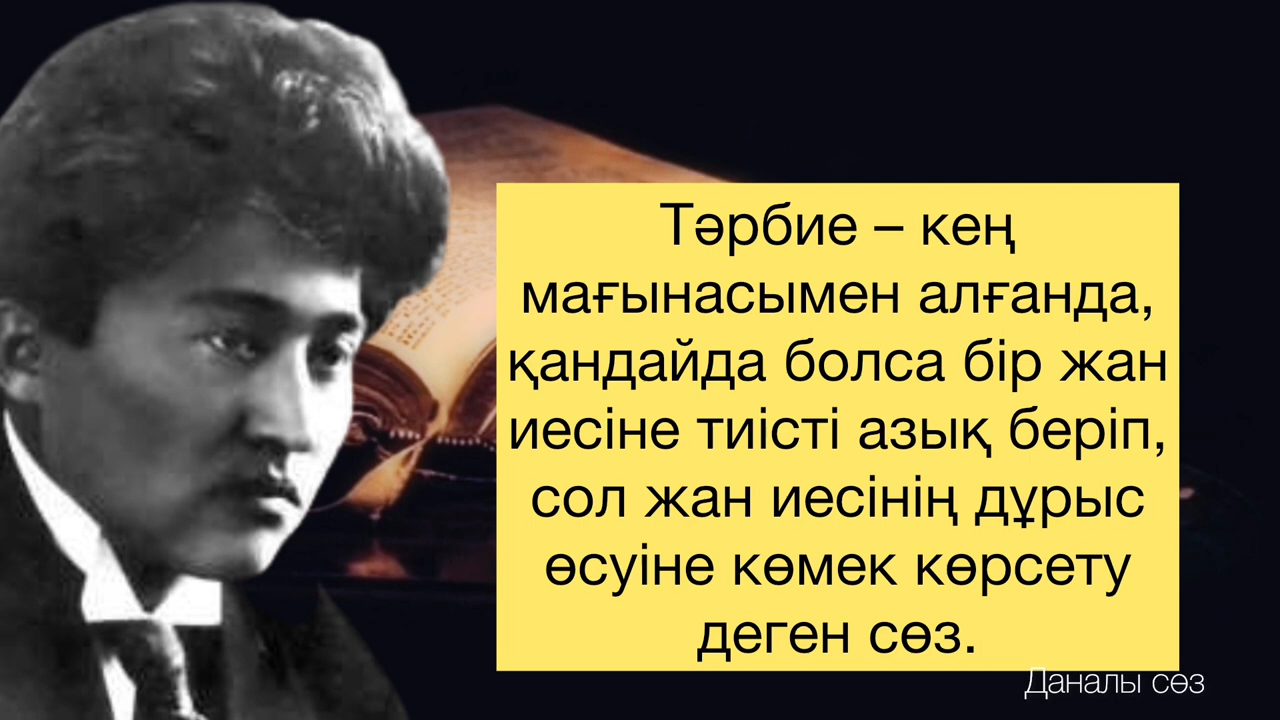 Тәрбие – кең
мағынасымен алғанда,
қандайда болса бір жан
иесіне тиісті азық беріп,
сол жан иесінің дұрыс
өсуіне көмек көрсету
деген сөз.
Даналы сөз